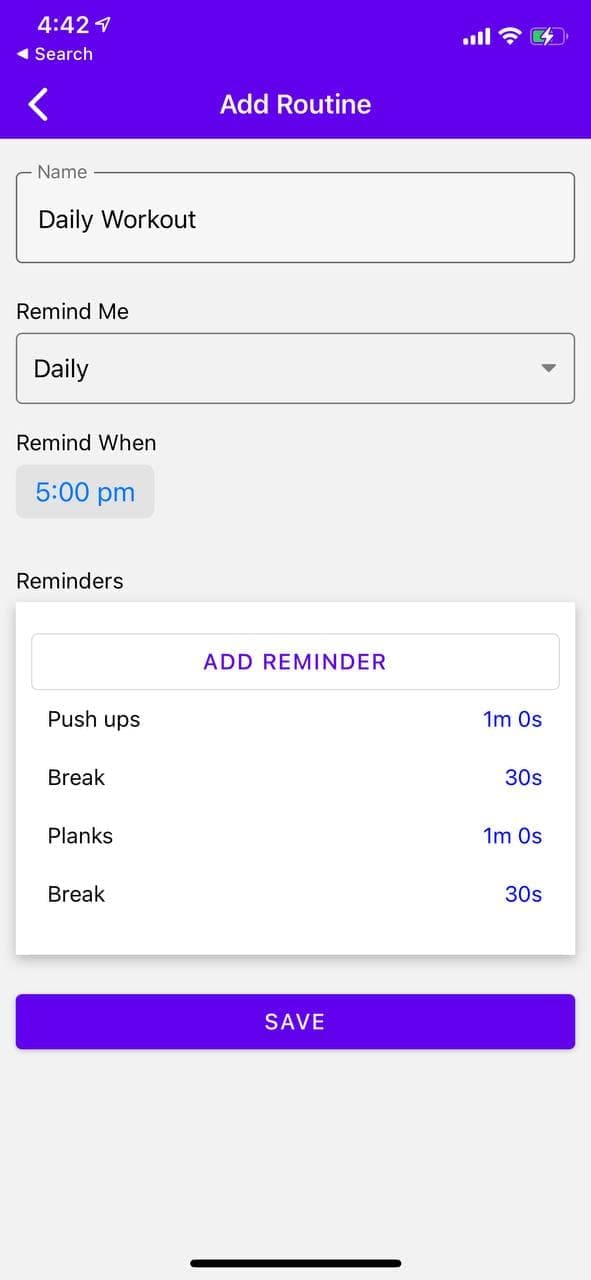 4:42
Search
Add Routine
Name
Daily Workout
Remind Me
Daily
Remind When
5:00 pm
Reminders
ADD REMINDER
Push ups 1m 0s
Break 30s
Planks 1m 0s
Break 30s
SAVE